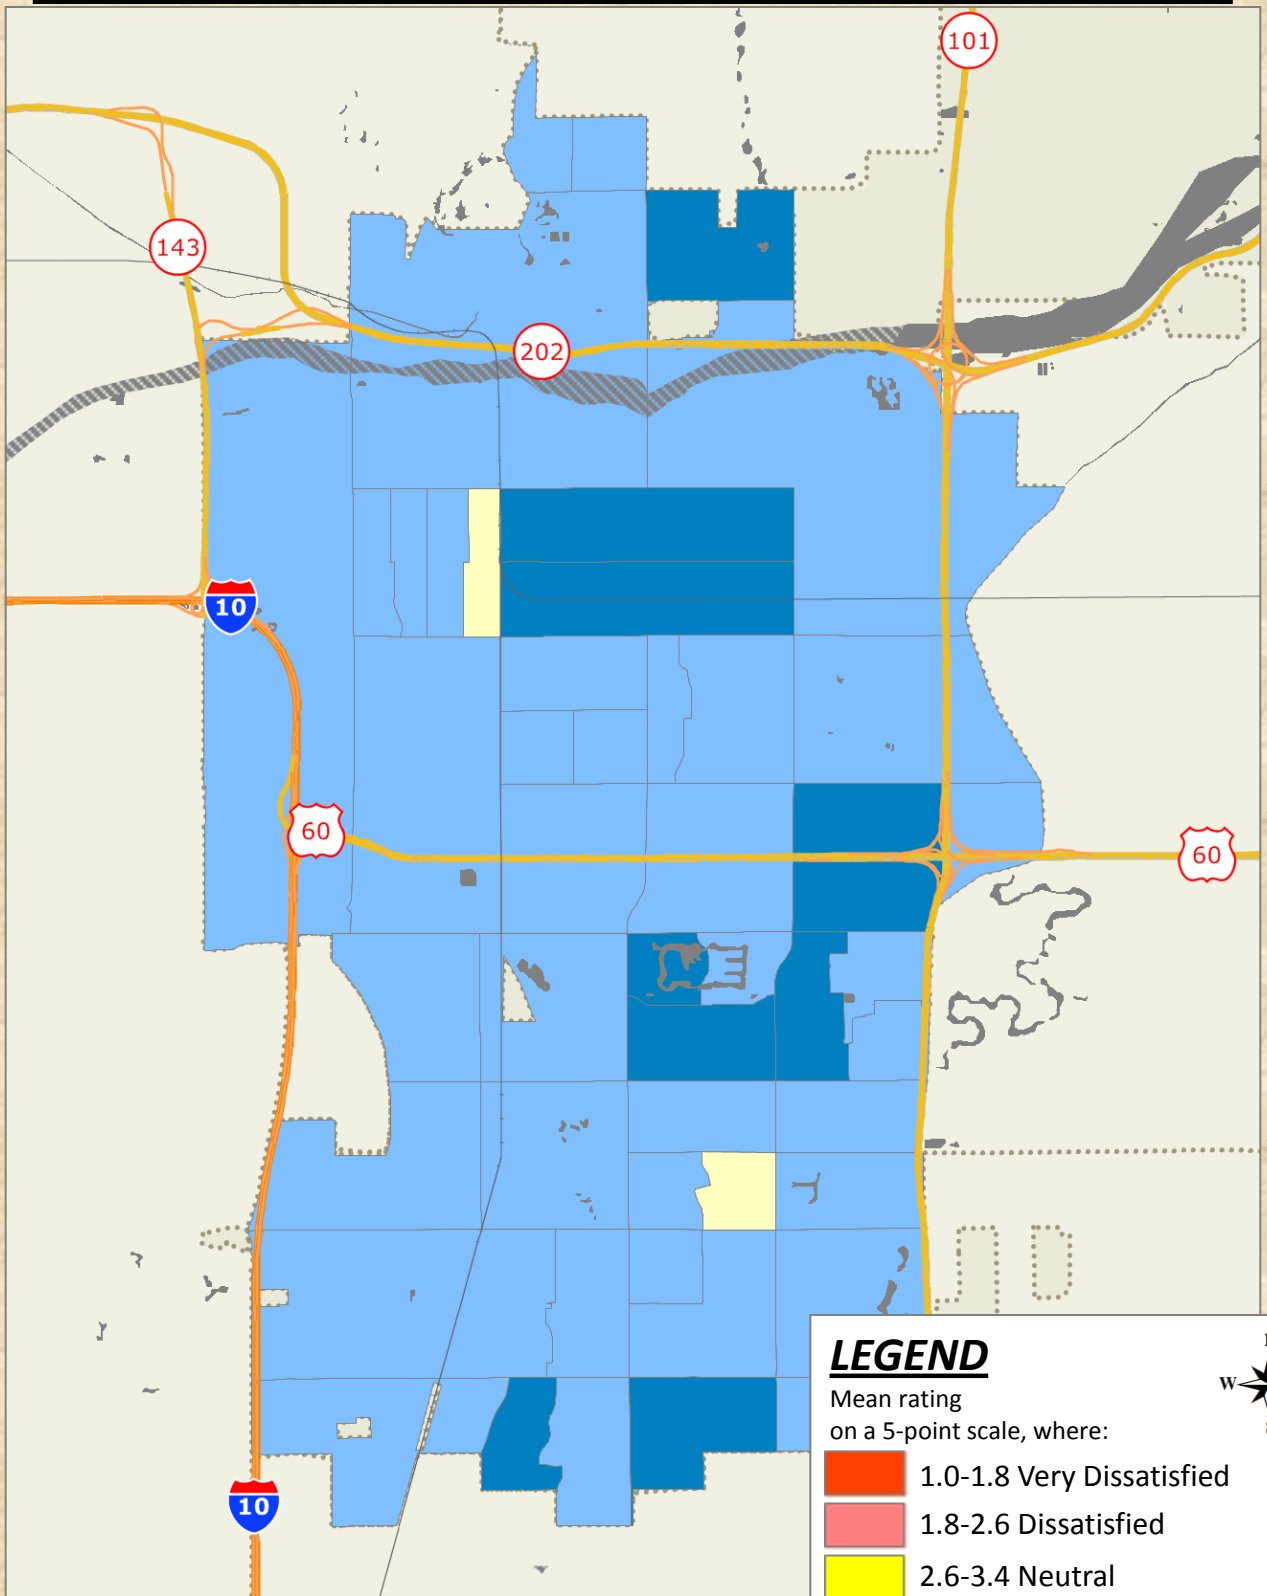 101
143
202
10
60
60
10
LEGEND
Mean rating
on a 5-point scale, where:
W
1.0-1.8 Very Dissatisfied
1.8-2.6 Dissatisfied
2.6-3.4 Neutral